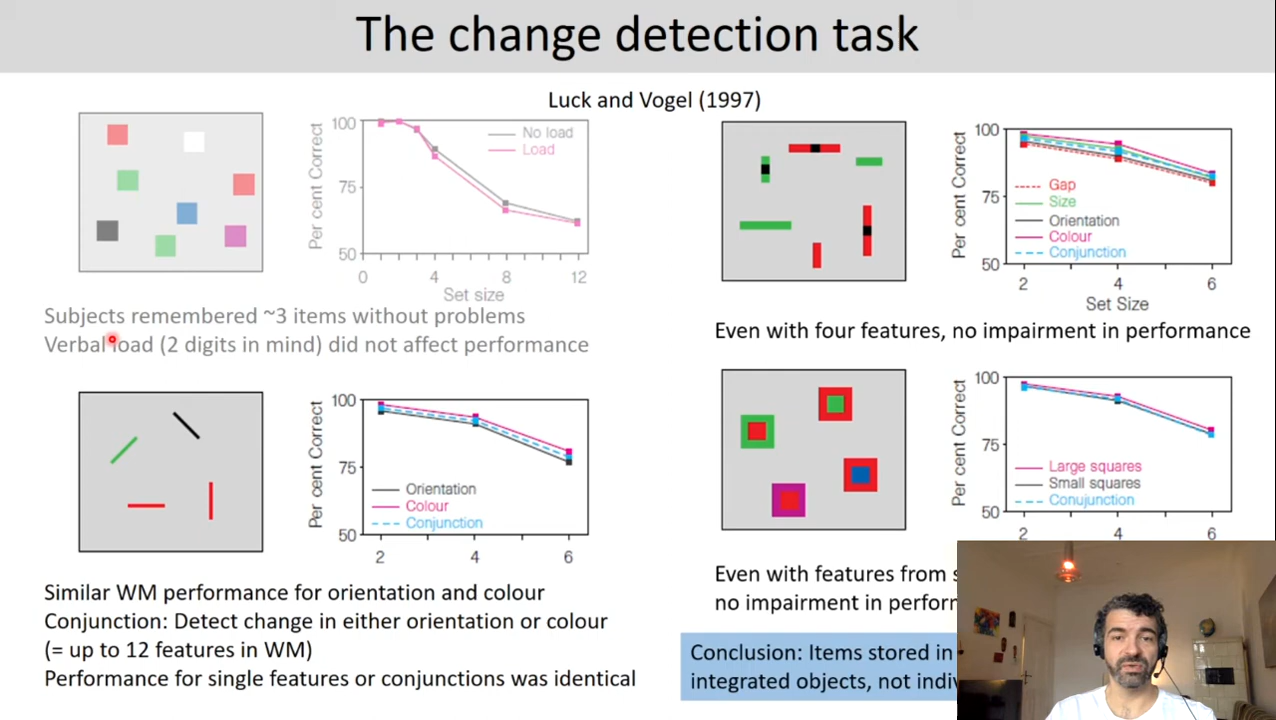 The change detection task
Luck and Vogel (1997)
100
75
50
Per cent Correct
No load
Load
0
4
8
12
Set size
Subjects remembered ~3 items without problems
Verbal load (2 digits in mind) did not affect performance
100
75
50
Per cent Correct
Orientation
Colour
Conjunction
2
4
6
Similar WM performance for orientation and colour
Conjunction: Detect change in either orientation or colour
(= up to 12 features in WM)
Performance for single features or conjunctions was identical
100
75
50
Per cent Correct
Gap
Size
Orientation
Colour
Conjunction
2
4
6
Set Size
Even with four features, no impairment in performance
100
75
50
Per cent Correct
Large squares
Small squares
Conujunction
2
4
6
Even with features from
no impairment in
Conclusion: Items stored in
integrated objects, not